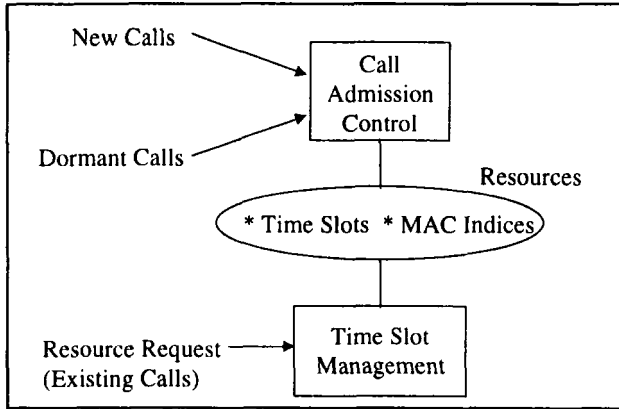 New Calls
Call
Admission
Control
Dormant Calls
Resources
* Time Slots * MAC Indices
Time Slot
Management
Resource Request
(Existing Calls)